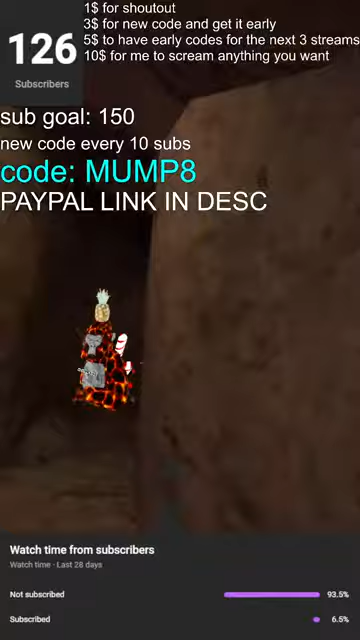 1$ for shoutout
3$ for new code and get it early
5$ to have early codes for the next 3 streams
10$ for me to scream anything you want
126
Subscribers
sub goal: 150
new code every 10 subs
code: MUMP8
PAYPAL LINK IN DESC
Watch time from subscribers
Watch time · Last 28 days
Not subscribed 93.5%
Subscribed 6.5%